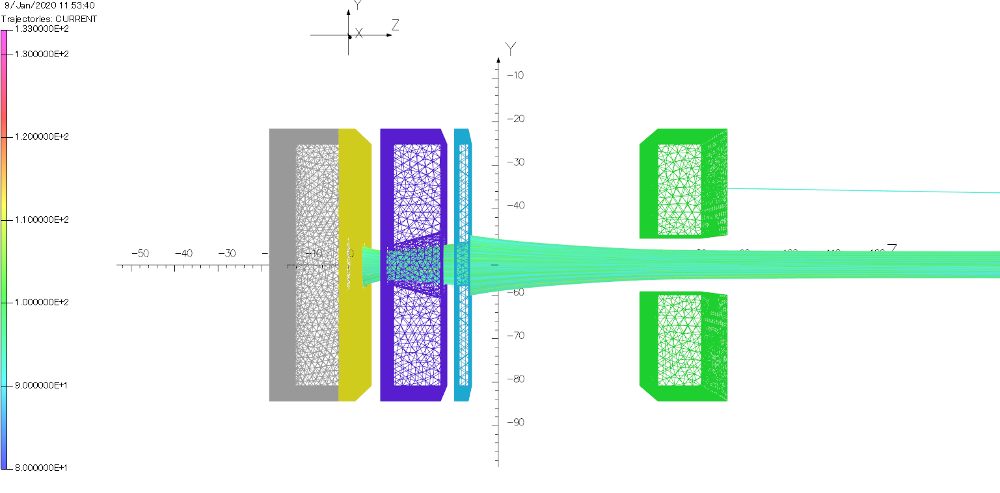 9/Jan/2020 11:53:40
Trajectories: CURRENT
1.330000E+2
1.300000E+2
1.200000E+2
1.100000E+2
1.000000E+2
9.000000E+1
8.000000E+1
Y
X
Z
Y
-10
-20
-30
-40
-60
-70
-80
-90
-50
-40
-30
-10
Z